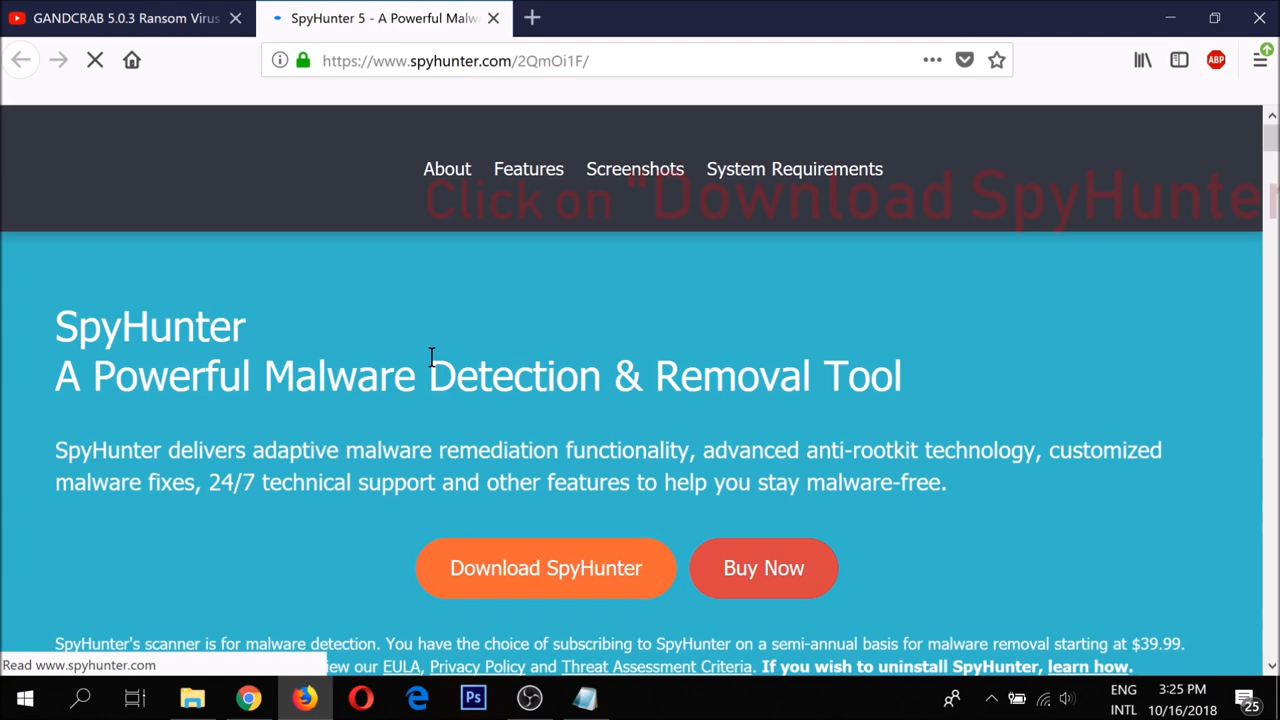 GANDCRAB 5.0.3 Ransom Virus
SpyHunter 5 - A Powerful Malwa
https://www.spyhunter.com/2QmOi1F/
ABP
About Features Screenshots System Requirements
Click on "Download SpyHunter
SpyHunter
A Powerful Malware Detection & Removal Tool
SpyHunter delivers adaptive malware remediation functionality, advanced anti-rootkit technology, customized
malware fixes, 24/7 technical support and other features to help you stay malware-free.
Download SpyHunter Buy Now
SpyHunter's scanner is for malware detection. You have the choice of subscribing to SpyHunter on a semi-annual basis for malware removal starting at $39.99.
Read www.spyhunter.com
our EULA, Privacy Policy and Threat Assessment Criteria. If you wish to uninstall SpyHunter, learn how.
Ps
ENG 3:25 PM
INTL 10/16/2018 25